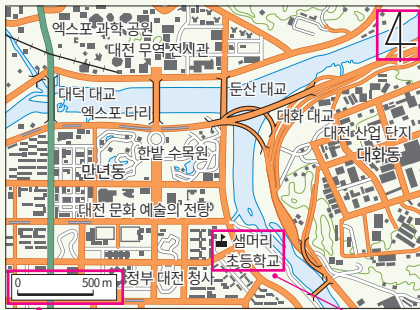 엑스포 과학 공원
4
대전 무역 전시관
대덕 대교
둔산 대교
엑스포 다리
대화 대교
대전 산업 단지
한밭 수목원
대화동
만년동
대전 문화 예술의 전당
샘머리
초등학교
정부 대전 청사
0 500 m